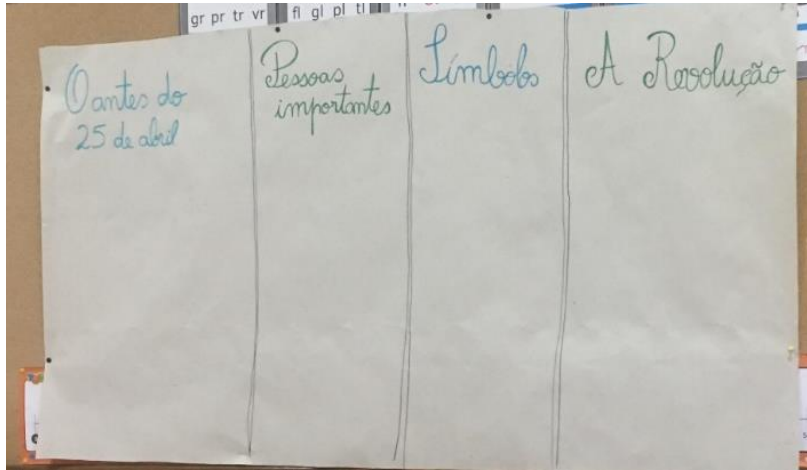 gr pr tr vr
fl gl pl tl
O antes do
25 de abril
Pessoas
importantes
Símbolos
A Revolução